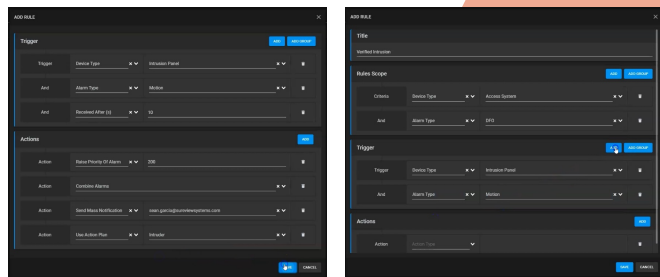 ADD RULE
Trigger
ADD
ADD GROUP
Trigger
Device Type
Intrusion Panel
And
Alarm Type
Motion
And
Received After (s)
10
Actions
ADD
Action
Raise Priority Of Alarm
200
Action
Combine Alarms
Action
Send Mass Notification
Action
Use Action Plan
Intruder
CANCEL
ADD RULE
Title
Verified Intrusion
Rules Scope
ADD
ADD GROUP
Criteria
Device Type
Access System
And
Alarm Type
DFO
Trigger
ADD GROUP
Trigger
Device Type
Intrusion Panel
And
Alarm Type
Motion
Actions
ADD
Action
Action Type
SAVE
CANCEL